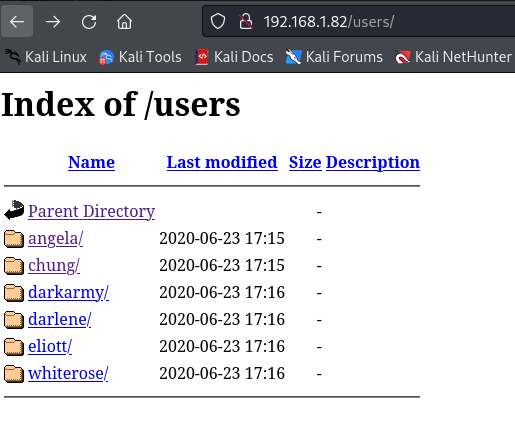 192.168.1.82/users/
Kali Linux Kali Tools Kali Docs Kali Forums Kali NetHunter
Index of /users
Name Last modified Size Description
Parent Directory -
angela/ 2020-06-23 17:15 -
chung/ 2020-06-23 17:15 -
darkarmy/ 2020-06-23 17:16 -
darlene/ 2020-06-23 17:16 -
eliott/ 2020-06-23 17:16 -
whiterose/ 2020-06-23 17:16 -